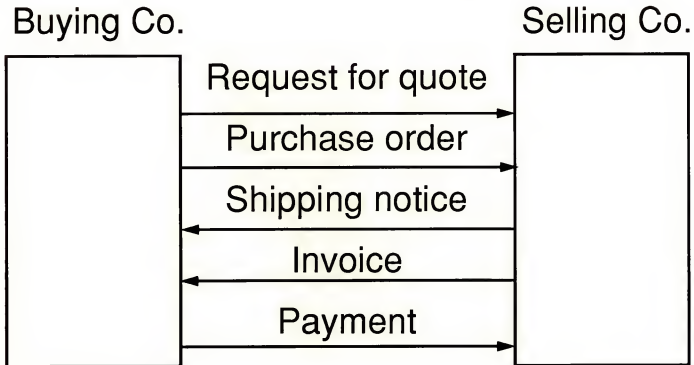 Buying Co.
Selling Co.
Request for quote
Purchase order
Shipping notice
Invoice
Payment